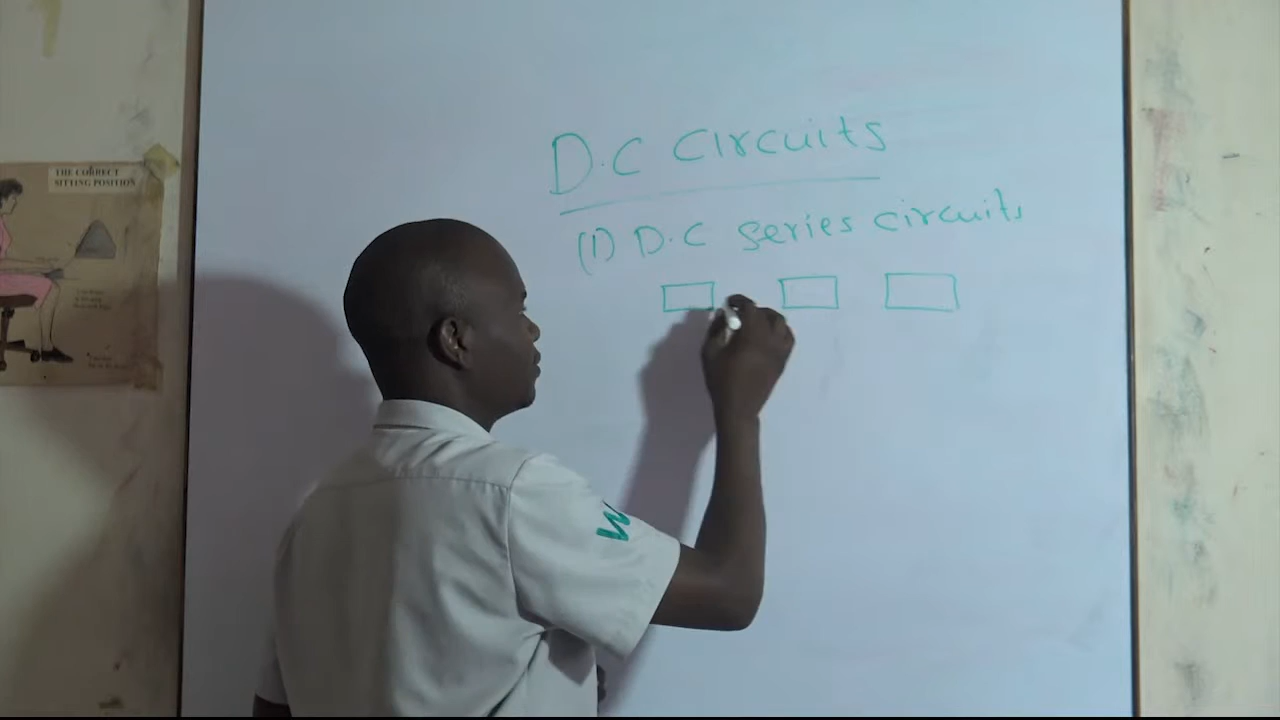 D.C Circuits
(1) D.C series circuits
THE CORRECT
SITTING POSITION
W